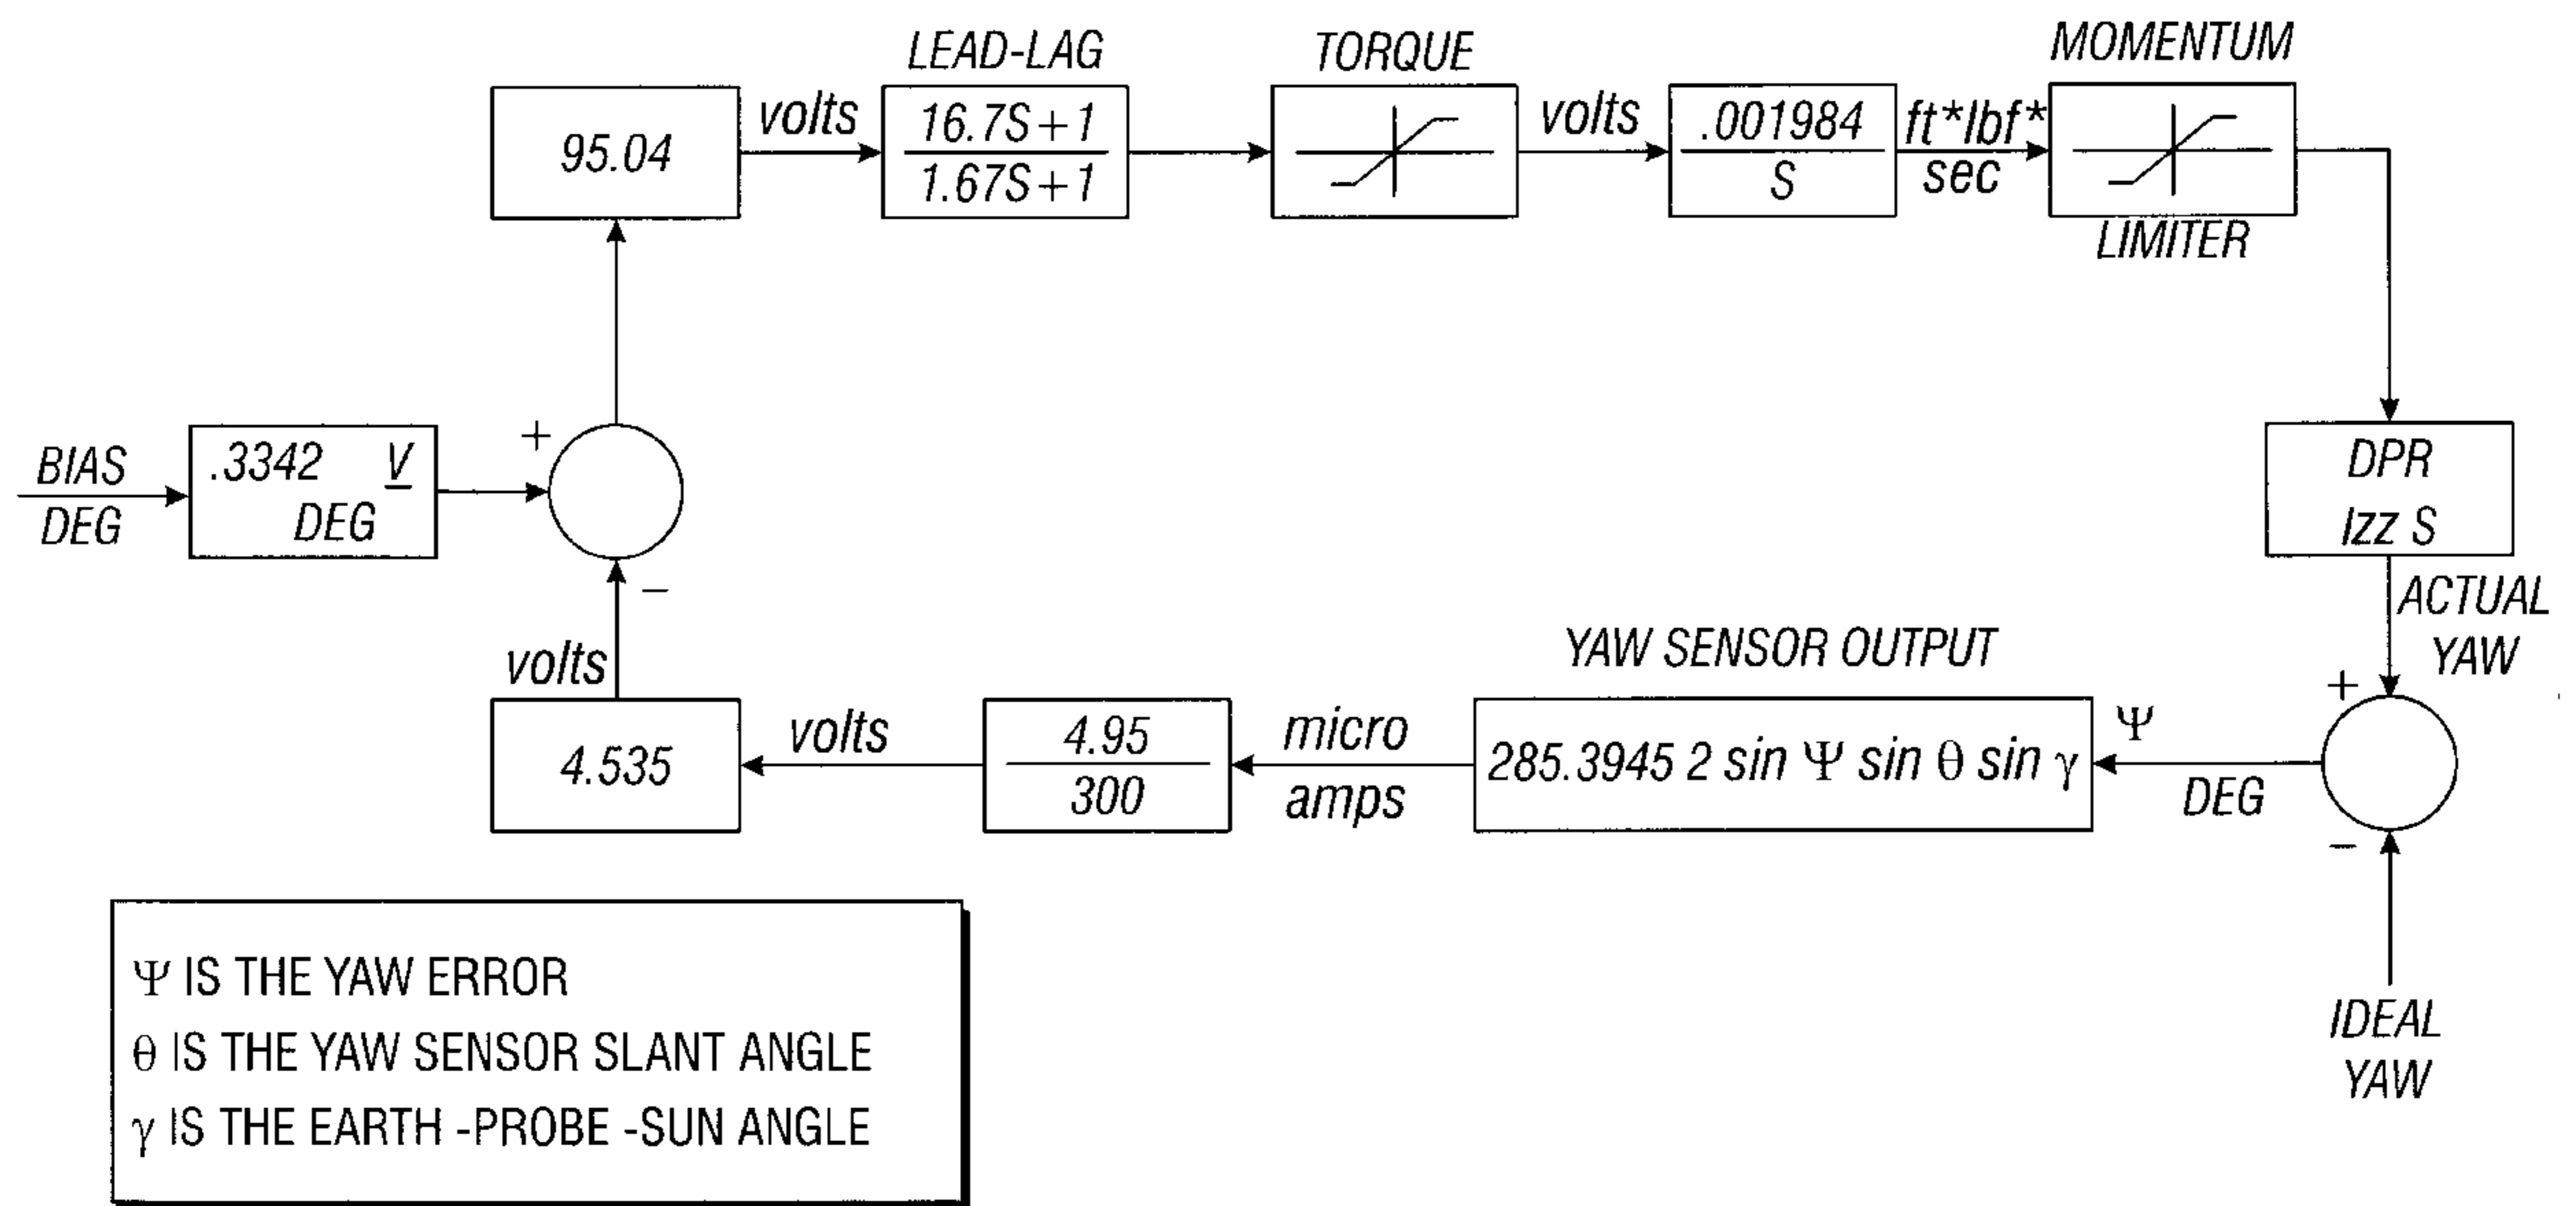 LEAD-LAG
TORQUE
MOMENTUM
95.04
volts
16.7S+1
1.67S+1
volts
.001984
S
ft*lbf*
sec
LIMITER
BIAS
DEG
.3342 V
DEG
+
−
DPR
Izz S
ACTUAL
YAW
YAW SENSOR OUTPUT
+
volts
4.535
volts
4.95
300
micro
amps
285.3945 2 sin Ψ sin θ sin γ
Ψ
DEG
−
IDEAL
YAW
Ψ IS THE YAW ERROR
θ IS THE YAW SENSOR SLANT ANGLE
γ IS THE EARTH -PROBE -SUN ANGLE